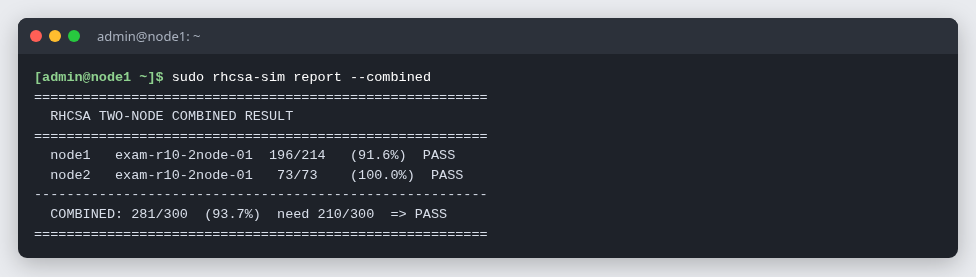 admin@node1: ~
[admin@node1 ~]$ sudo rhcsa-sim report --combined
========================================================
  RHCSA TWO-NODE COMBINED RESULT
========================================================
  node1   exam-r10-2node-01  196/214   (91.6%)  PASS
  node2   exam-r10-2node-01   73/73    (100.0%)  PASS
--------------------------------------------------------
  COMBINED: 281/300  (93.7%)  need 210/300  => PASS
========================================================